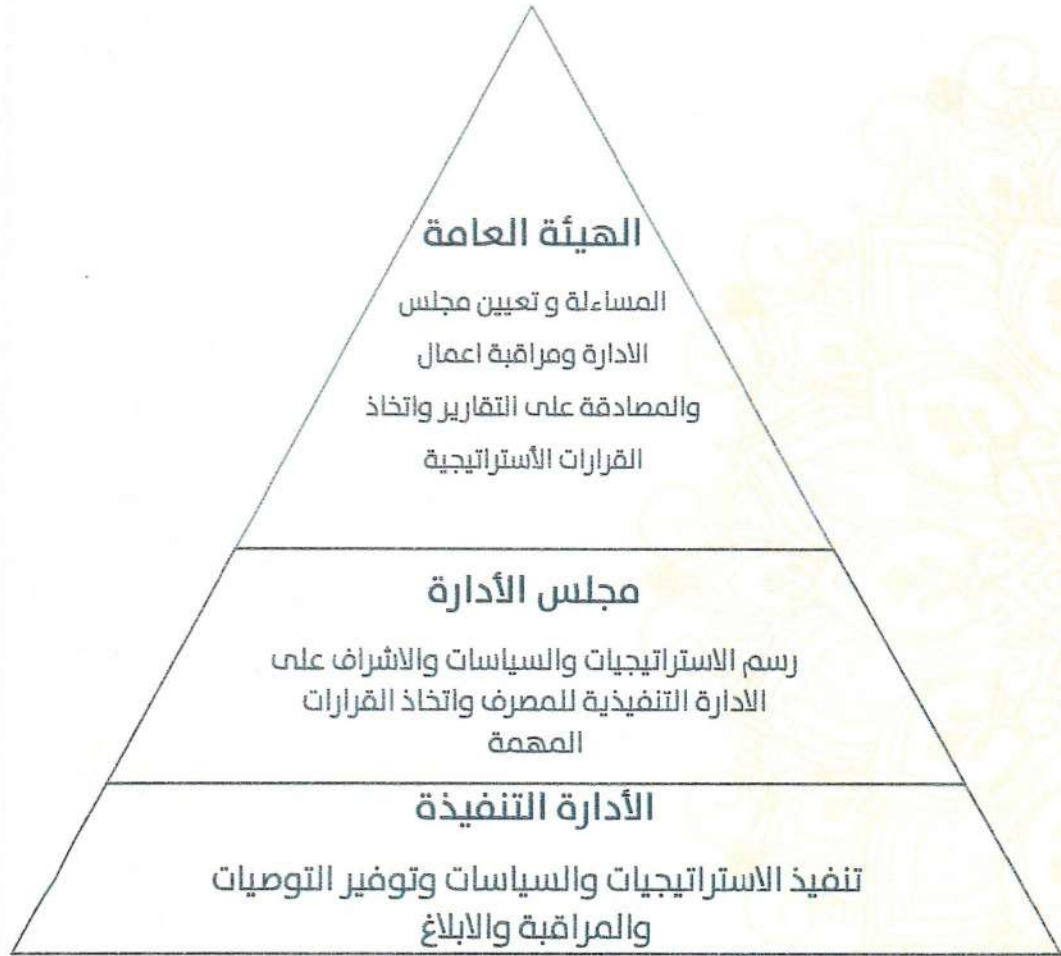 الهيئة العامة
المساءلة و تعيين مجلس
الادارة ومراقبة اعمال
والمصادقة على التقارير واتخاذ
القرارات الأستراتيجية
مجلس الأدارة
رسم الاستراتيجيات والسياسات والاشراف على
الادارة التنفيذية للمصرف واتخاذ القرارات
المهمة
الأدارة التنفيذة
تنفيذ الاستراتيجيات والسياسات وتوفير التوصيات
والمراقبة والابلاغ